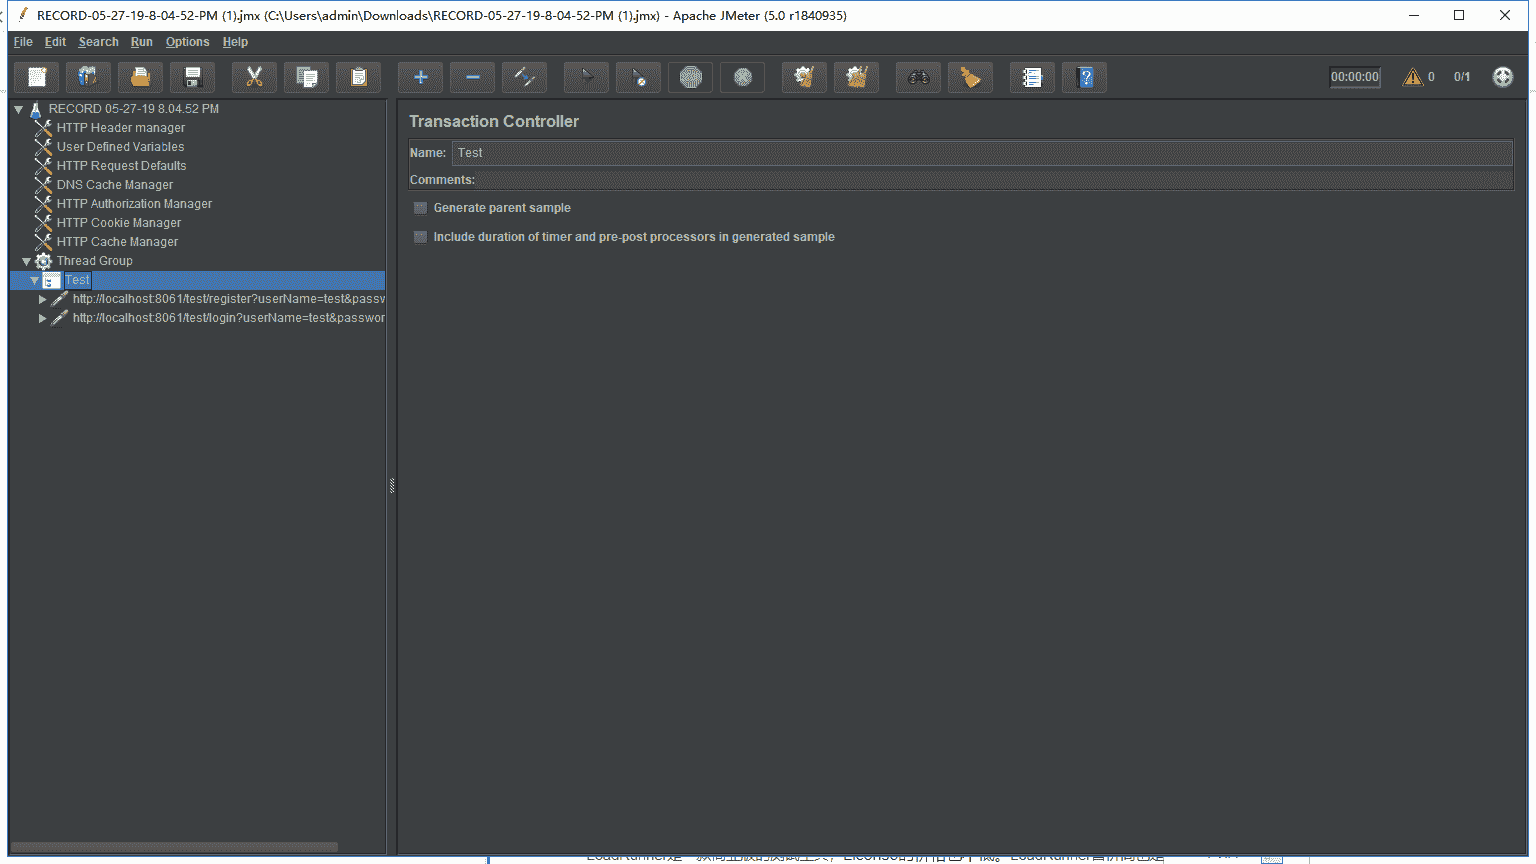 RECORD-05-27-19-8-04-52-PM (1).jmx (C:\Users\admin\Downloads\RECORD-05-27-19-8-04-52-PM (1).jmx) - Apache JMeter (5.0 r1840935)
File Edit Search Run Options Help
00:00:00 0 0/1
RECORD 05-27-19 8.04.52 PM
HTTP Header manager
User Defined Variables
HTTP Request Defaults
DNS Cache Manager
HTTP Authorization Manager
HTTP Cookie Manager
HTTP Cache Manager
Thread Group
Test
http://localhost:8061/test/register?userName=test&passw
http://localhost:8061/test/login?userName=test&passwor
Transaction Controller
Name: Test
Comments:
Generate parent sample
Include duration of timer and pre-post processors in generated sample